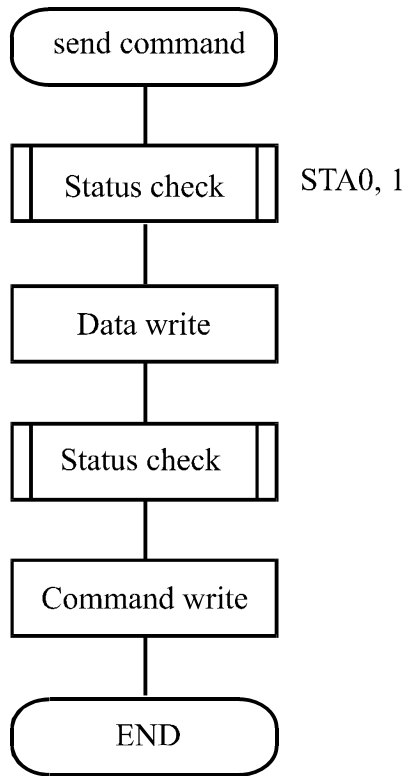 send command
Status check
STA0, 1
Data write
Status check
Command write
END